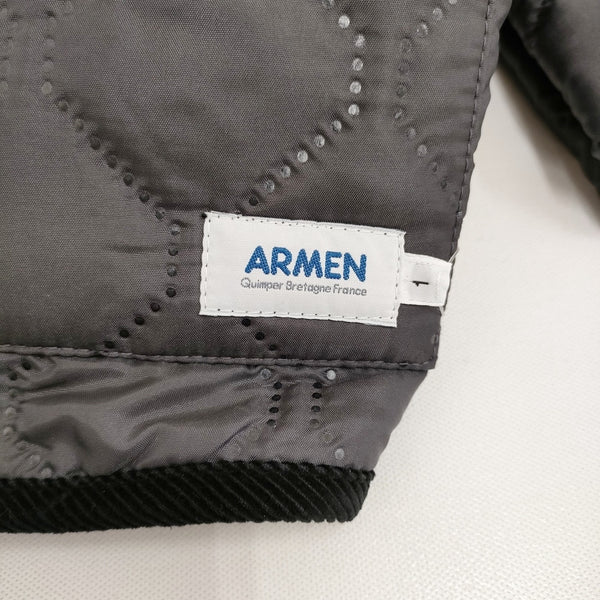 ARMEN
Quimper Bretagne France
1